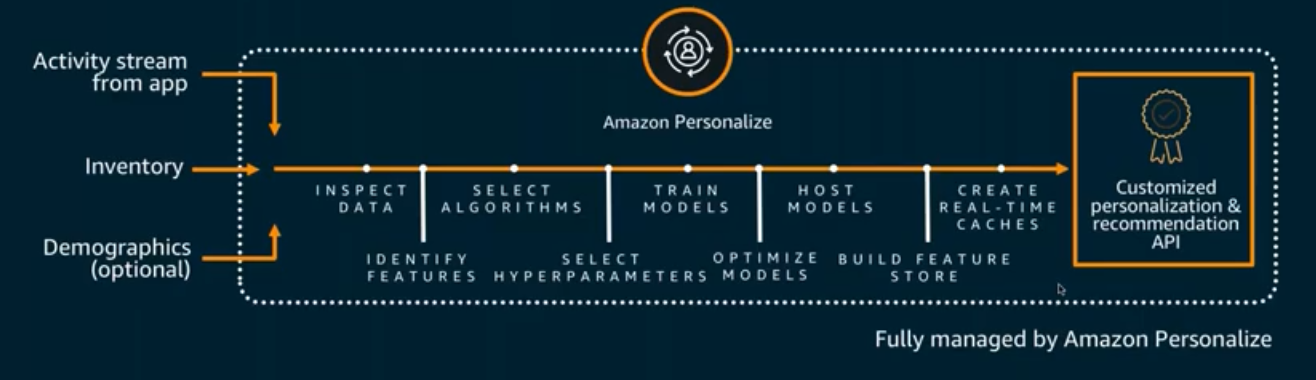 Activity stream
from app
Inventory
Demographics
(optional)
Amazon Personalize
INSPECT
DATA
IDENTIFY
FEATURES
SELECT
ALGORITHMS
SELECT
HYPERPARAMETERS
TRAIN
MODELS
OPTIMIZE
MODELS
HOST
MODELS
BUILD FEATURE
STORE
CREATE
REAL-TIME
CACHES
Customized
personalization &
recommendation
API
Fully managed by Amazon Personalize